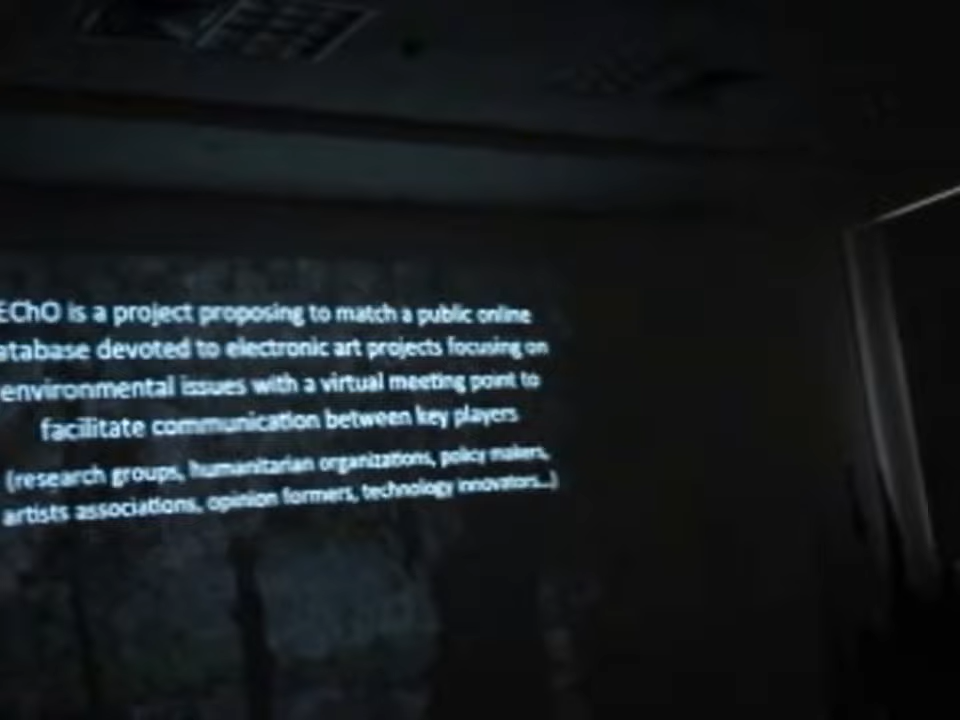 EChO is a project proposing to match a public online
atabase devoted to electronic art projects focusing on
environmental issues with a virtual meeting point to
facilitate communication between key players
(research groups, humanitarian organizations, policy makers,
artists associations, opinion formers, technology innovators...)